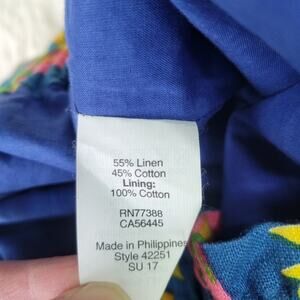 55% Linen
45% Cotton
Lining:
100% Cotton
RN77388
CA56445
Made in Philippines
Style 42251
SU 17